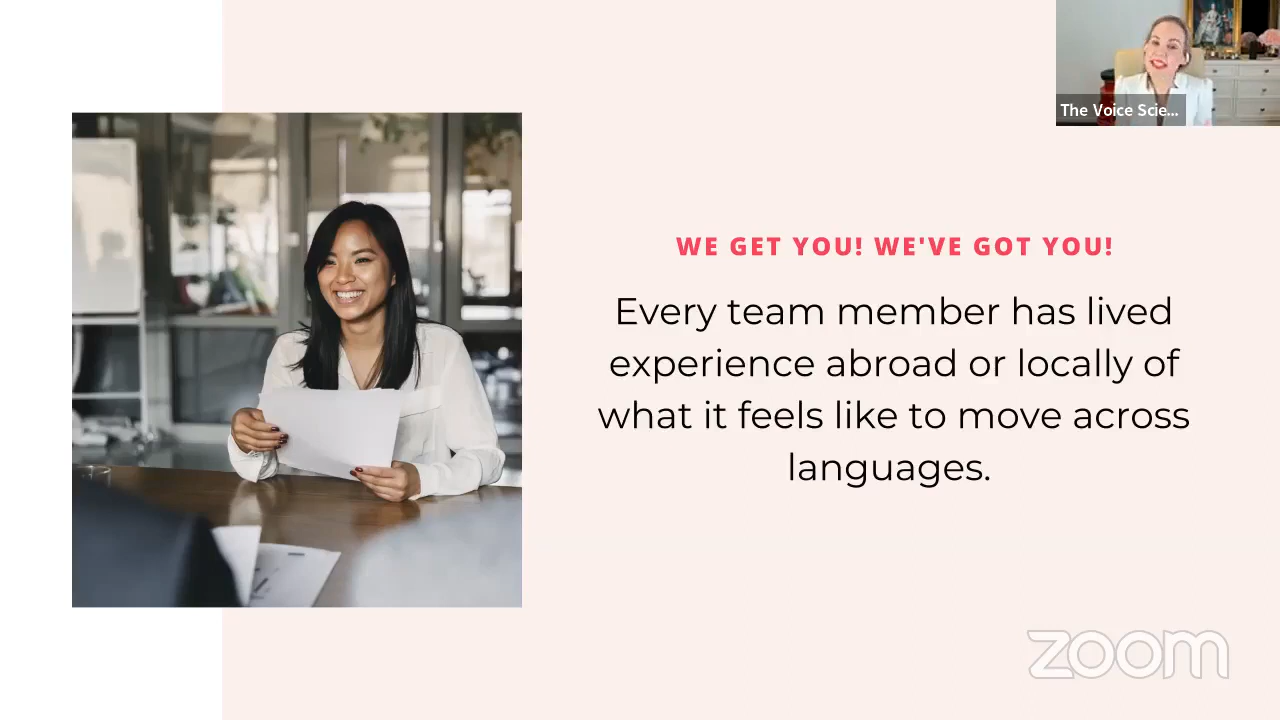 The Voice Scie...
WE GET YOU! WE'VE GOT YOU!
Every team member has lived
experience abroad or locally of
what it feels like to move across
languages.
zoom